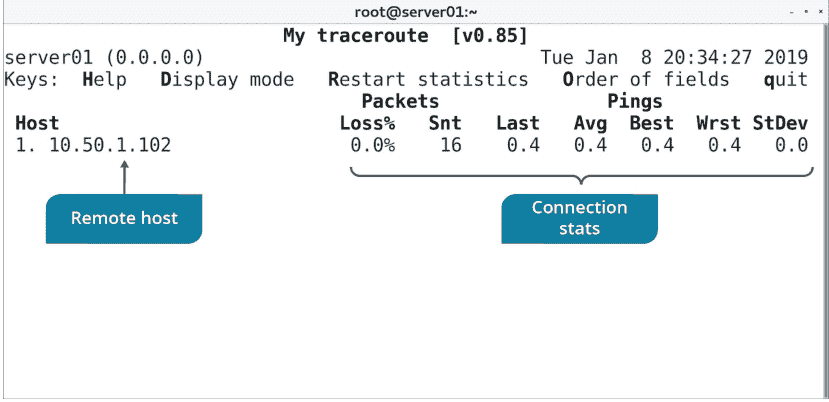 root@server01:~
My traceroute [v0.85]
server01 (0.0.0.0) Tue Jan 8 20:34:27 2019
Keys: Help Display mode Restart statistics Order of fields quit
Packets Pings
Host Loss% Snt Last Avg Best Wrst StDev
1. 10.50.1.102 0.0% 16 0.4 0.4 0.4 0.4 0.0
Remote host
Connection
stats